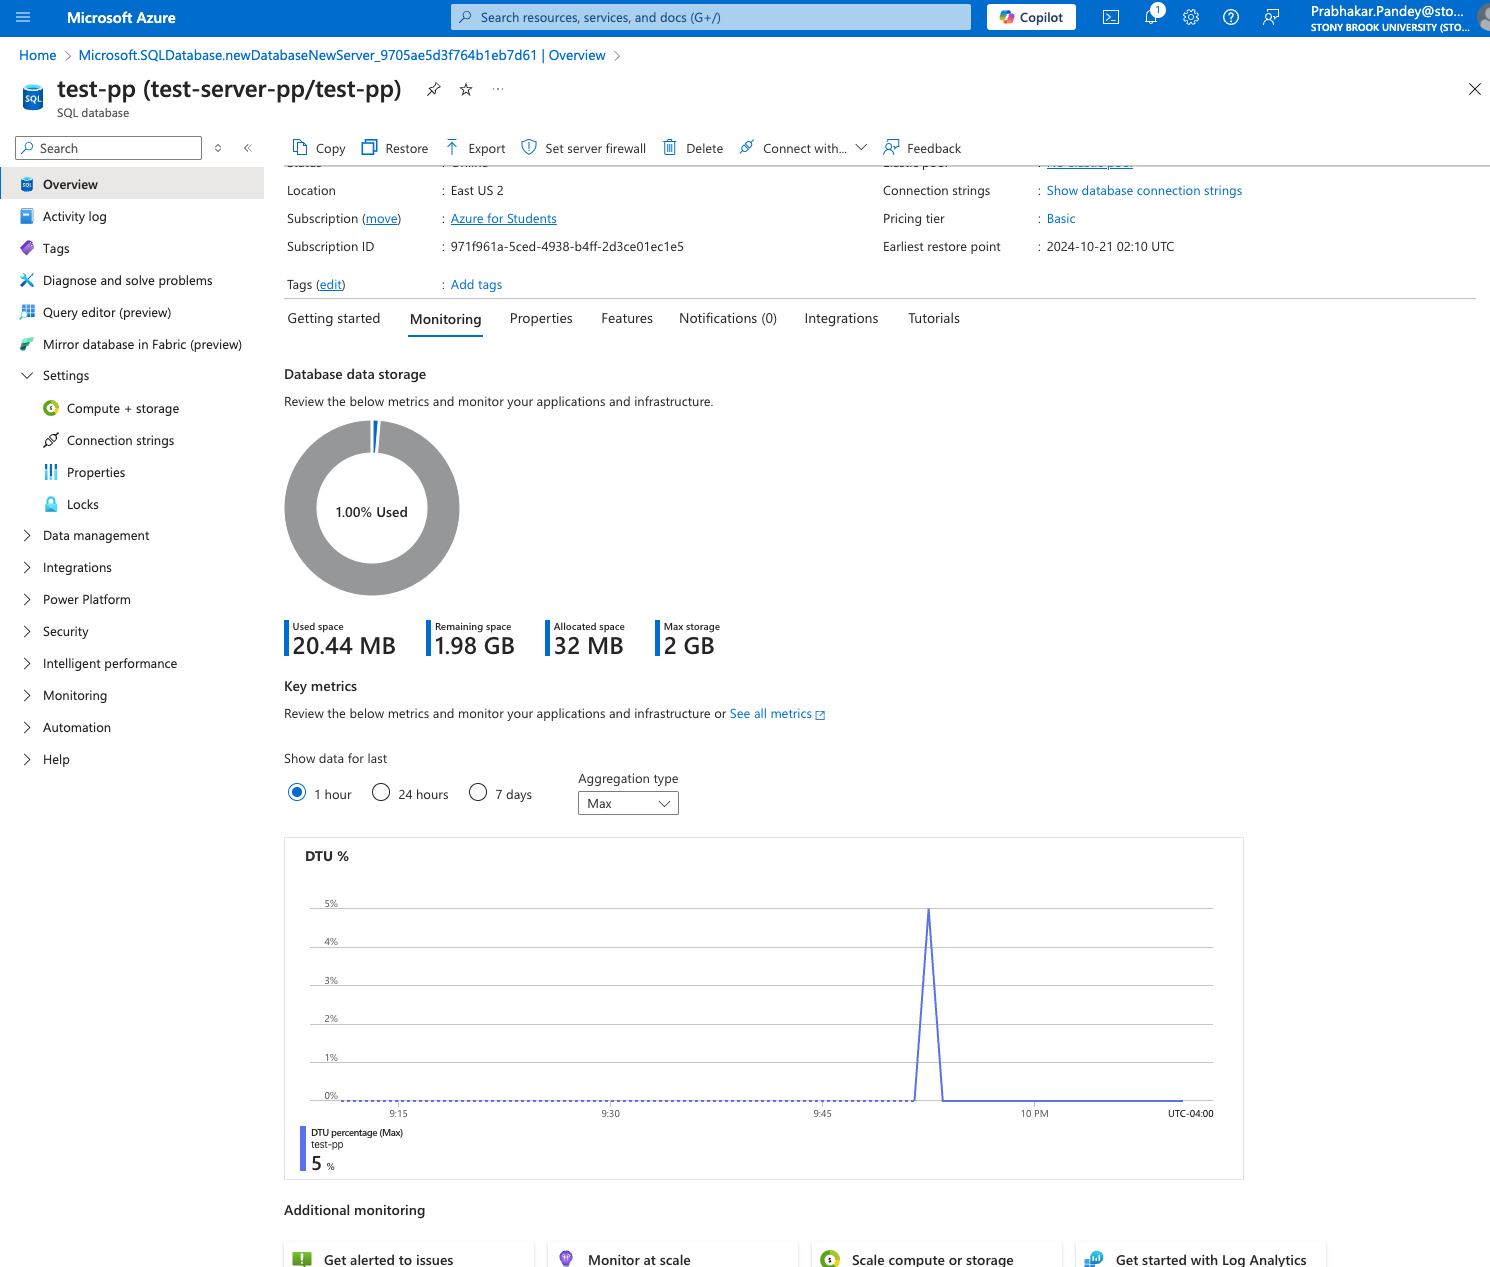 Microsoft Azure
Search resources, services, and docs (G+/)
Copilot
1
Prabhakar.Pandey@sto...
STONY BROOK UNIVERSITY (STO...
Home
Microsoft.SQLDatabase.newDatabaseNewServer_9705ae5d3f764b1eb7d61 | Overview
SQL
test-pp (test-server-pp/test-pp)
SQL database
Search
Copy
Restore
Export
Set server firewall
Delete
Connect with...
Feedback
Overview
Activity log
Tags
Diagnose and solve problems
Query editor (preview)
Mirror database in Fabric (preview)
Settings
Compute + storage
Connection strings
Properties
Locks
Data management
Integrations
Power Platform
Security
Intelligent performance
Monitoring
Automation
Help
Location : East US 2
Subscription (move) : Azure for Students
Subscription ID : 971f961a-5ced-4938-b4ff-2d3ce01ec1e5
Tags (edit) : Add tags
Connection strings : Show database connection strings
Pricing tier : Basic
Earliest restore point : 2024-10-21 02:10 UTC
Getting started
Monitoring
Properties
Features
Notifications (0)
Integrations
Tutorials
Database data storage
Review the below metrics and monitor your applications and infrastructure.
1.00% Used
Used space
20.44 MB
Remaining space
1.98 GB
Allocated space
32 MB
Max storage
2 GB
Key metrics
Review the below metrics and monitor your applications and infrastructure or See all metrics
Show data for last
1 hour
24 hours
7 days
Aggregation type
Max
DTU %
5%
4%
3%
2%
1%
0%
9:15
9:30
9:45
10 PM
UTC-04:00
DTU percentage (Max)
test-pp
5 %
Additional monitoring
Get alerted to issues
Monitor at scale
Scale compute or storage
Get started with Log Analytics